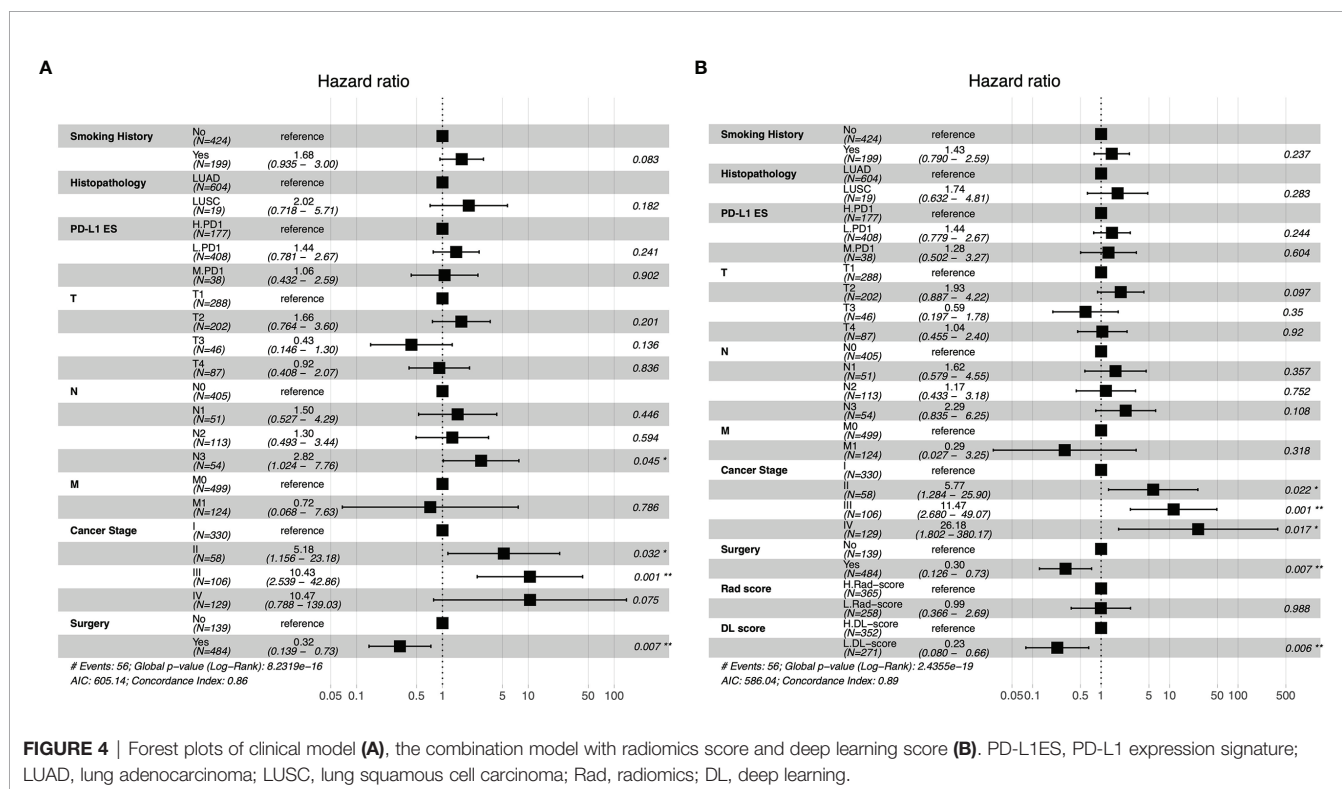 A
Hazard ratio
Smoking History No (N=424) reference
Yes (N=199) 1.68 (0.935 − 3.00) 0.083
Histopathology LUAD (N=604) reference
LUSC (N=19) 2.02 (0.718 − 5.71) 0.182
PD-L1 ES H.PD1 (N=177) reference
L.PD1 (N=408) 1.44 (0.781 − 2.67) 0.241
M.PD1 (N=38) 1.06 (0.432 − 2.59) 0.902
T T1 (N=288) reference
T2 (N=202) 1.66 (0.764 − 3.60) 0.201
T3 (N=46) 0.43 (0.146 − 1.30) 0.136
T4 (N=87) 0.92 (0.408 − 2.07) 0.836
N N0 (N=405) reference
N1 (N=51) 1.50 (0.527 − 4.29) 0.446
N2 (N=113) 1.30 (0.493 − 3.44) 0.594
N3 (N=54) 2.82 (1.024 − 7.76) 0.045 *
M M0 (N=499) reference
M1 (N=124) 0.72 (0.068 − 7.63) 0.786
Cancer Stage I (N=330) reference
II (N=58) 5.18 (1.156 − 23.18) 0.032 *
III (N=106) 10.43 (2.539 − 42.86) 0.001 **
IV (N=129) 10.47 (0.788 − 139.03) 0.075
Surgery No (N=139) reference
Yes (N=484) 0.32 (0.139 − 0.73) 0.007 **
# Events: 56; Global p−value (Log−Rank): 8.2319e−16
AIC: 605.14; Concordance Index: 0.86
0.05 0.1 0.5 1 5 10 50 100
B
Hazard ratio
Smoking History No (N=424) reference
Yes (N=199) 1.43 (0.790 − 2.59) 0.237
Histopathology LUAD (N=604) reference
LUSC (N=19) 1.74 (0.632 − 4.81) 0.283
PD-L1 ES H.PD1 (N=177) reference
L.PD1 (N=408) 1.44 (0.779 − 2.67) 0.244
M.PD1 (N=38) 1.28 (0.502 − 3.27) 0.604
T T1 (N=288) reference
T2 (N=202) 1.93 (0.887 − 4.22) 0.097
T3 (N=46) 0.59 (0.197 − 1.78) 0.35
T4 (N=87) 1.04 (0.455 − 2.40) 0.92
N N0 (N=405) reference
N1 (N=51) 1.62 (0.579 − 4.55) 0.357
N2 (N=113) 1.17 (0.433 − 3.18) 0.752
N3 (N=54) 2.29 (0.835 − 6.25) 0.108
M M0 (N=499) reference
M1 (N=124) 0.29 (0.027 − 3.25) 0.318
Cancer Stage I (N=330) reference
II (N=58) 5.77 (1.284 − 25.90) 0.022 *
III (N=106) 11.47 (2.680 − 49.07) 0.001 **
IV (N=129) 26.18 (1.802 − 380.17) 0.017 *
Surgery No (N=139) reference
Yes (N=484) 0.30 (0.126 − 0.73) 0.007 **
Rad score H.Rad−score (N=365) reference
L.Rad−score (N=258) 0.99 (0.366 − 2.69) 0.988
DL score H.DL−score (N=352) reference
L.DL−score (N=271) 0.23 (0.080 − 0.66) 0.006 **
# Events: 56; Global p−value (Log−Rank): 2.4355e−19
AIC: 586.04; Concordance Index: 0.89
0.05 0.1 0.5 1 5 10 50 100 500
FIGURE 4 | Forest plots of clinical model (A), the combination model with radiomics score and deep learning score (B). PD-L1ES, PD-L1 expression signature;
LUAD, lung adenocarcinoma; LUSC, lung squamous cell carcinoma; Rad, radiomics; DL, deep learning.